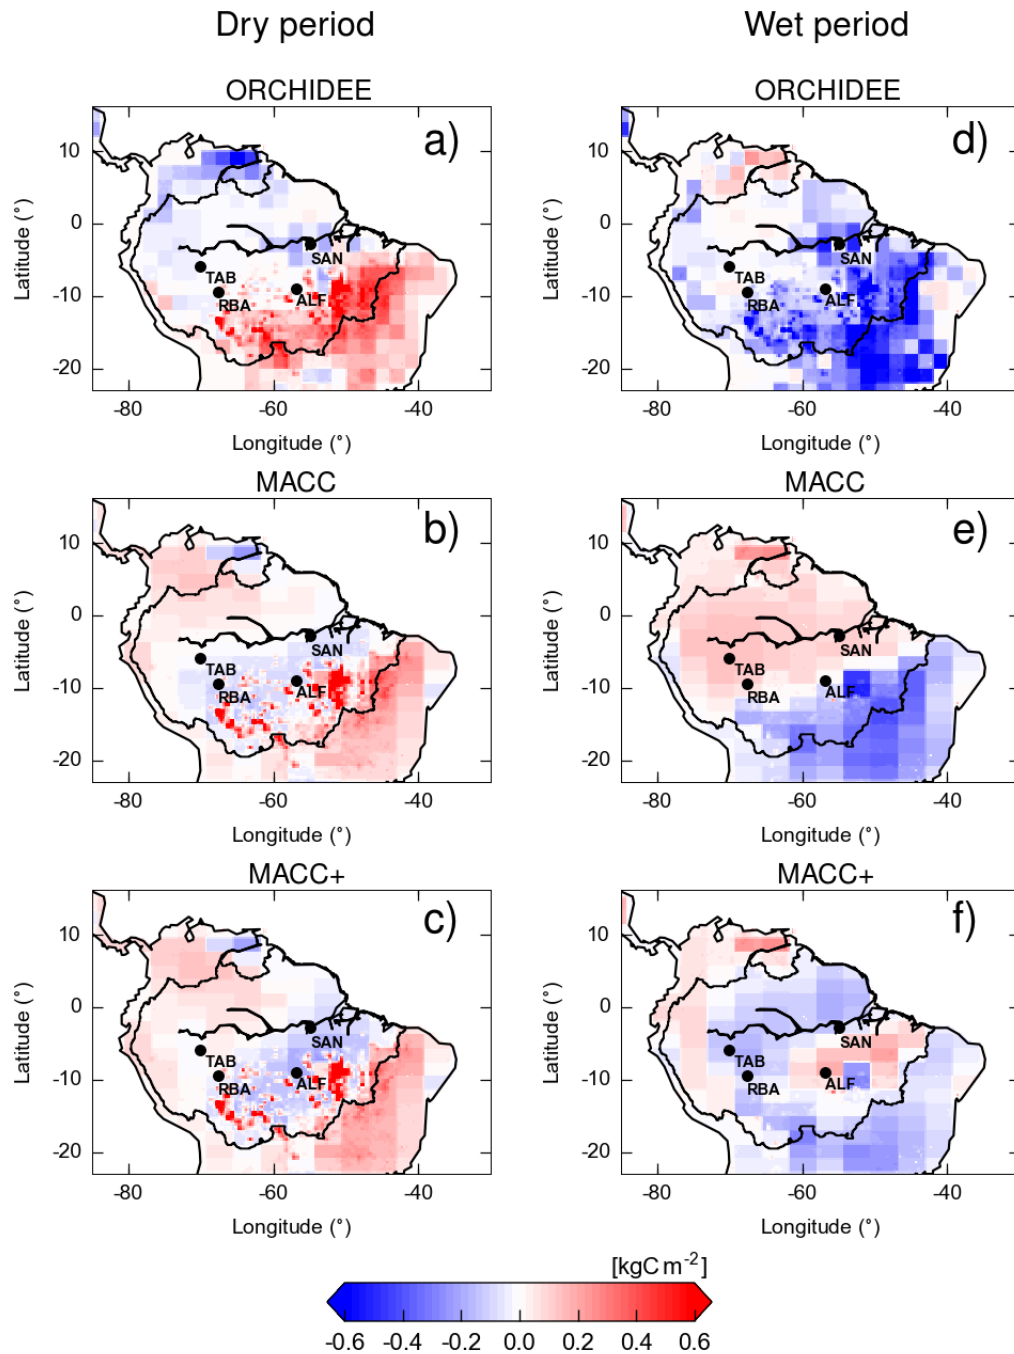 Dry period
Wet period
ORCHIDEE
ORCHIDEE
a)
d)
10
0
-10
-20
Latitude (°)
SAN
TAB
RBA
ALF
-80
-60
-40
Longitude (°)
10
0
-10
-20
Latitude (°)
SAN
TAB
RBA
ALF
-80
-60
-40
Longitude (°)
MACC
MACC
b)
e)
10
0
-10
-20
Latitude (°)
SAN
TAB
RBA
ALF
-80
-60
-40
Longitude (°)
10
0
-10
-20
Latitude (°)
SAN
TAB
RBA
ALF
-80
-60
-40
Longitude (°)
MACC+
MACC+
c)
f)
10
0
-10
-20
Latitude (°)
SAN
TAB
RBA
ALF
-80
-60
-40
Longitude (°)
10
0
-10
-20
Latitude (°)
SAN
TAB
RBA
ALF
-80
-60
-40
Longitude (°)
[kgC m⁻²]
-0.6 -0.4 -0.2 0.0 0.2 0.4 0.6